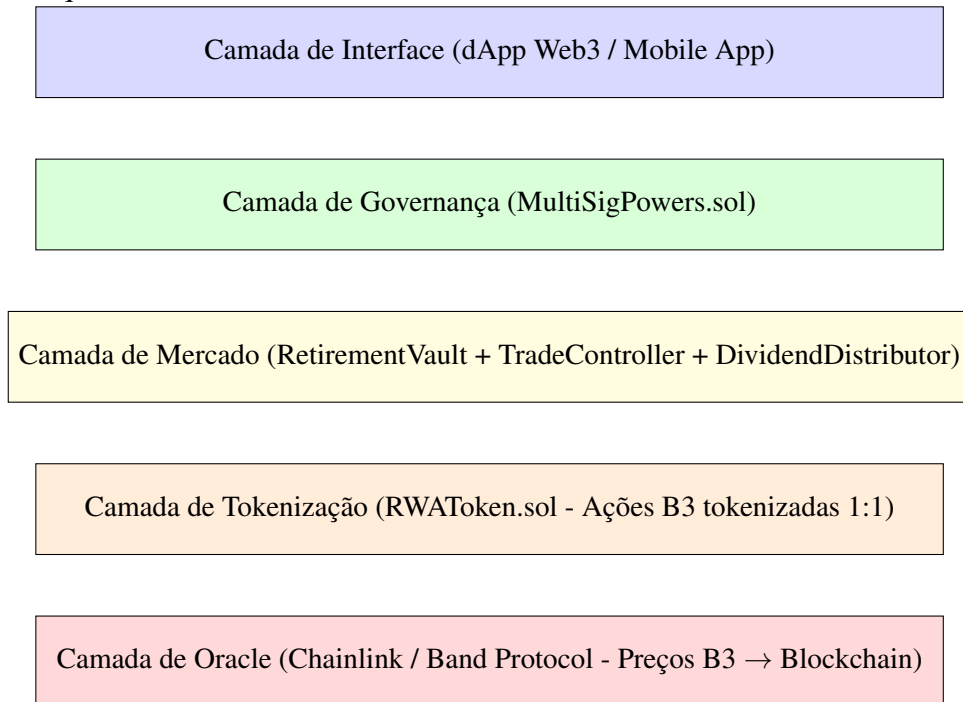 Camada de Interface (dApp Web3 / Mobile App)
Camada de Governança (MultiSigPowers.sol)
Camada de Mercado (RetirementVault + TradeController + DividendDistributor)
Camada de Tokenização (RWAToken.sol - Ações B3 tokenizadas 1:1)
Camada de Oracle (Chainlink / Band Protocol - Preços B3 → Blockchain)